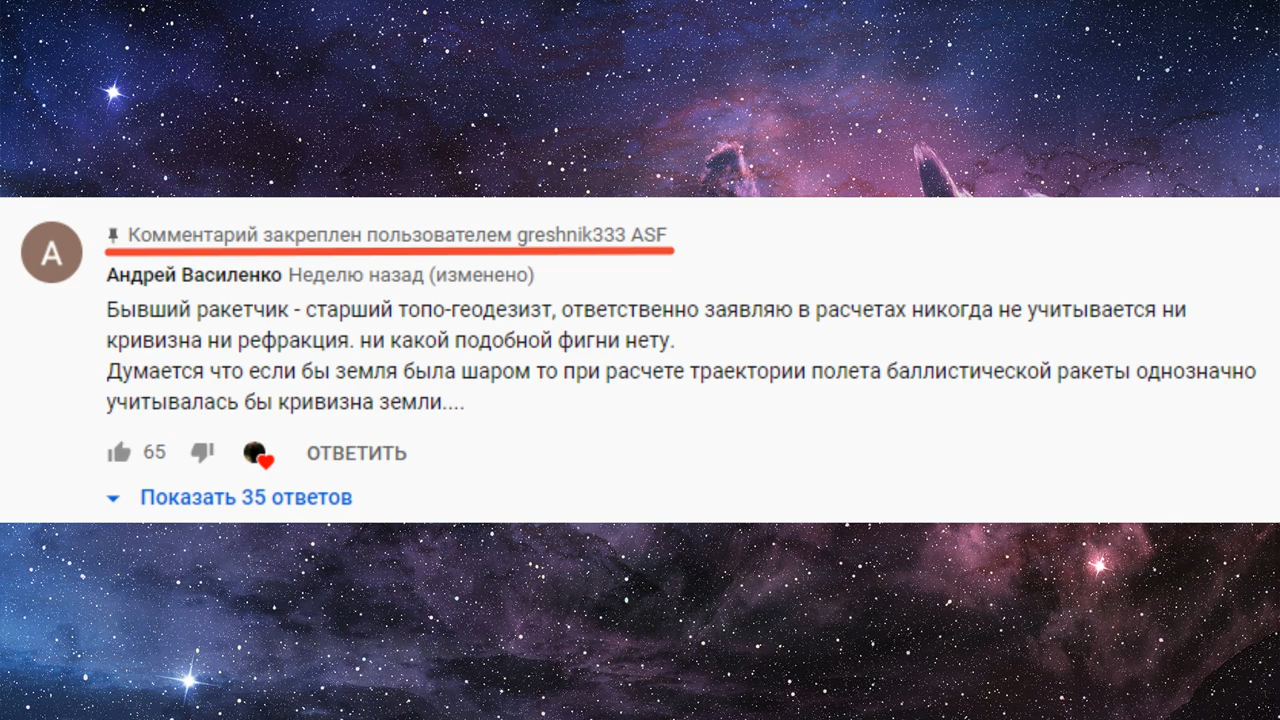 А
Комментарий закреплен пользователем greshnik333 ASF
Андрей Василенко Неделю назад (изменено)
Бывший ракетчик - старший топо-геодезизт, ответственно заявляю в расчетах никогда не учитывается ни
кривизна ни рефракция. ни какой подобной фигни нету.
Думается что если бы земля была шаром то при расчете траектории полета баллистической ракеты однозначно
учитывалась бы кривизна земли....
65 ОТВЕТИТЬ
Показать 35 ответов